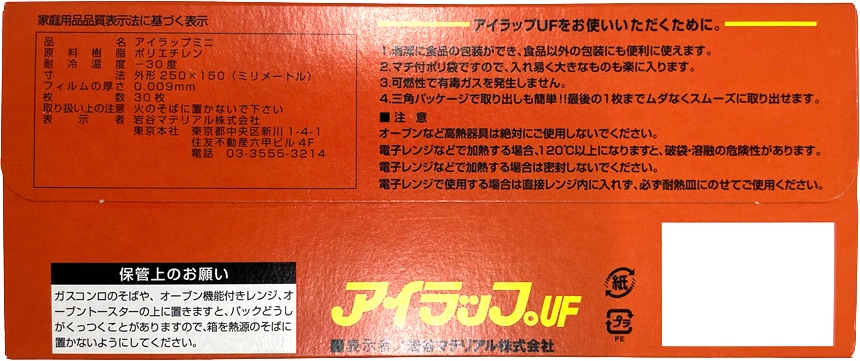 家庭用品品質表示法に基づく表示
品　　　　　名　アイラップミニ
原　料　樹　脂　ポリエチレン
耐　冷　温　度　-30度
寸　　　　　法　外形250×150（ミリメートル）
フィルムの厚さ　0.009mm
枚　　　　　数　30枚
取り扱い上の注意　火のそばに置かないで下さい
表　　示　　者　岩谷マテリアル株式会社
東京本社　東京都中央区新川1-4-1
住友不動産六甲ビル4F
電話　03-3555-3214
アイラップUFをお使いいただくために。
1.清潔に食品の包装ができ、食品以外の包装にも便利に使えます。
2.マチ付ポリ袋ですので、入れ易く大きなものも楽に入ります。
3.可燃性で有毒ガスを発生しません。
4.三角パッケージで取り出しも簡単!!最後の1枚までムダなくスムーズに取り出せます。
■注　意
オーブンなど高熱器具は絶対にご使用しないでください。
電子レンジなどで加熱する場合、120℃以上になりますと、破袋・溶融の危険性があります。
電子レンジなどで加熱する場合は密封しないでください。
電子レンジで使用する場合は直接レンジ内に入れず、必ず耐熱皿にのせてご使用ください。
保管上のお願い
ガスコンロのそばや、オーブン機能付きレンジ、オ
ーブントースターの上に置きますと、パックどうし
がくっつくことがありますので、箱を熱源のそばに
置かないようにしてください。
アイラップ。UF
表示者 岩谷マテリアル株式会社
紙
プラ
PE